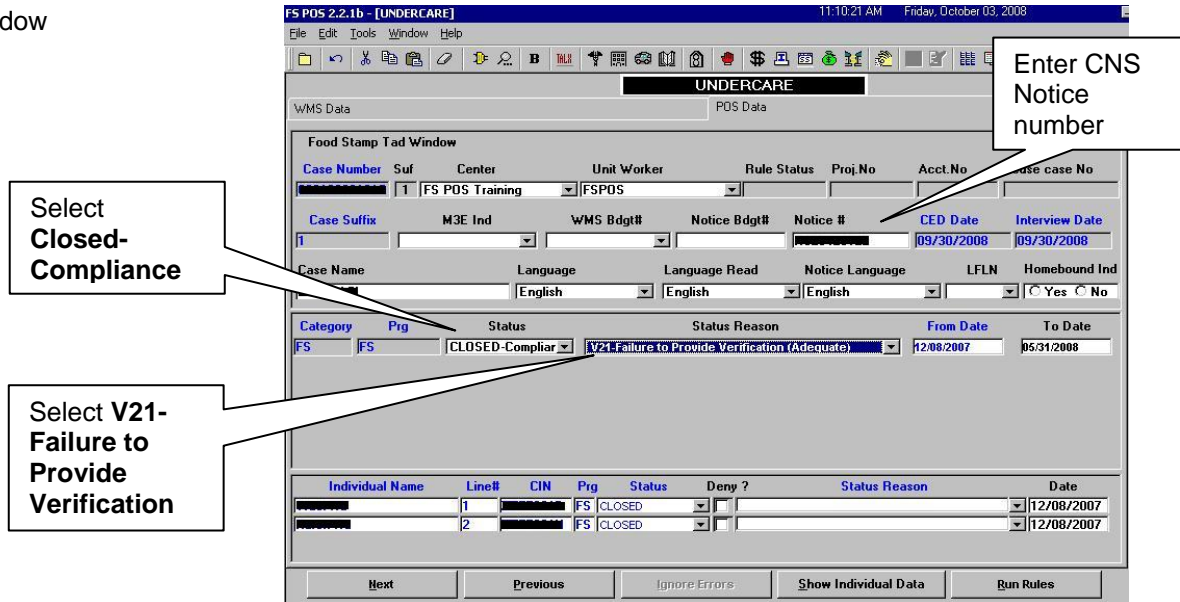 dow
FS POS 2.2.1b - [UNDERCARE] 11:10:21 AM Friday, October 03, 2008
File Edit Tools Window Help
B TALX
UNDERCARE
WMS Data POS Data
Enter CNS
Notice
number
Food Stamp Tad Window
Case Number Suf Center Unit Worker Rule Status Proj.No Acct.No case No
1 FS POS Training FSPOS
Select
Closed-
Compliance
Case Suffix M3E Ind WMS Bdgt# Notice Bdgt# Notice # CED Date Interview Date
1 09/30/2008 09/30/2008
Case Name Language Language Read Notice Language LFLN Homebound Ind
English English English Yes No
Category Prg Status Status Reason From Date To Date
FS FS CLOSED-Compliar V21-Failure to Provide Verification (Adequate) 12/08/2007 05/31/2008
Select V21-
Failure to
Provide
Verification
Individual Name Line# CIN Prg Status Deny ? Status Reason Date
1 FS CLOSED 12/08/2007
2 FS CLOSED 12/08/2007
Next Previous Ignore Errors Show Individual Data Run Rules